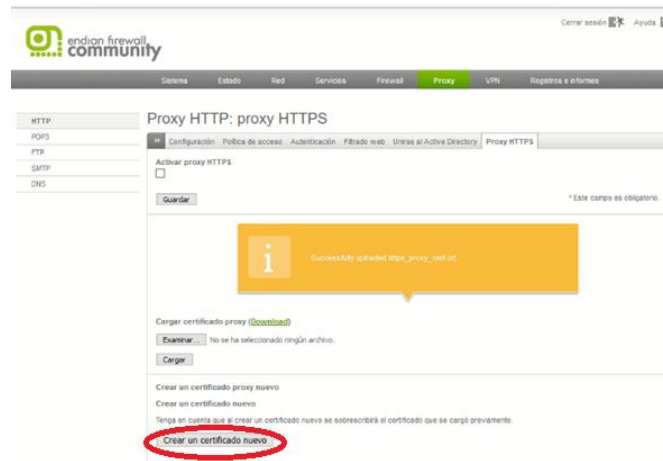 Cerrar sesión Ayuda
endian firewall
community
Sistema Estado Red Servicios Firewall Proxy VPN Registros e informes
HTTP
POP3
FTP
SMTP
DNS
Proxy HTTP: proxy HTTPS
» Configuración Política de acceso Autenticación Filtrado web Unirse al Active Directory Proxy HTTPS
Activar proxy HTTPS
Guardar
* Este campo es obligatorio.
i
Successfully uploaded https_proxy_cert.crt
Cargar certificado proxy (Download)
Examinar... No se ha seleccionado ningún archivo.
Cargar
Crear un certificado proxy nuevo
Crear un certificado nuevo
Tenga en cuenta que al crear un certificado nuevo se sobrescribirá el certificado que se cargó previamente.
Crear un certificado nuevo